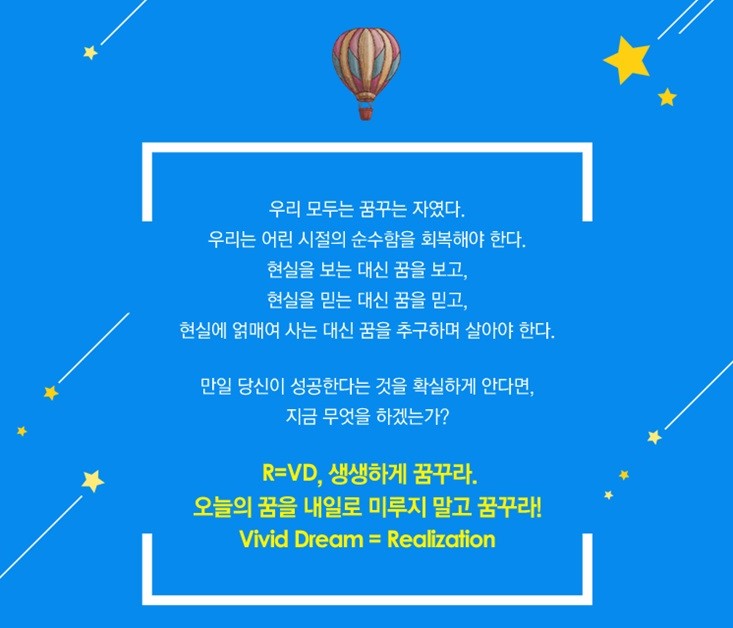 우리 모두는 꿈꾸는 자였다.
우리는 어린 시절의 순수함을 회복해야 한다.
현실을 보는 대신 꿈을 보고,
현실을 믿는 대신 꿈을 믿고,
현실에 얽매여 사는 대신 꿈을 추구하며 살아야 한다.
만일 당신이 성공한다는 것을 확실하게 안다면,
지금 무엇을 하겠는가?
R=VD, 생생하게 꿈꾸라.
오늘의 꿈을 내일로 미루지 말고 꿈꾸라!
Vivid Dream = Realization